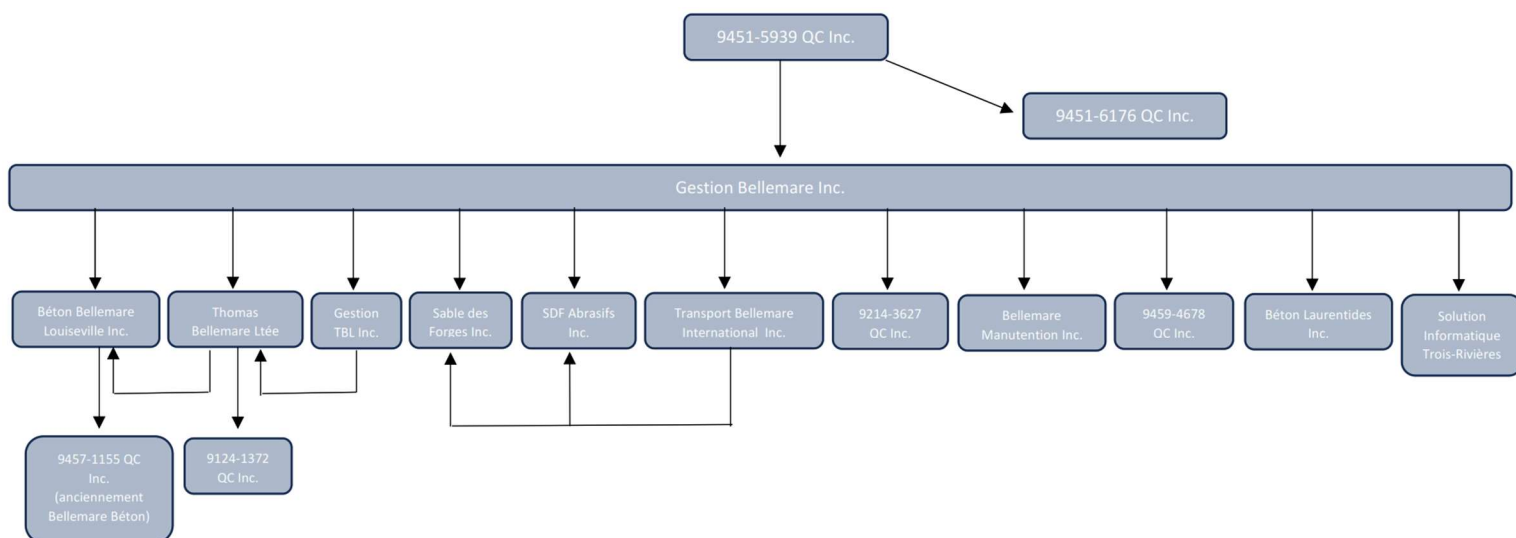 9451-5939 QC Inc.
9451-6176 QC Inc.
Gestion Bellemare Inc.
Béton Bellemare
Louiseville Inc.
Thomas
Bellemare Ltée
Gestion
TBL Inc.
Sable des
Forges Inc.
SDF Abrasifs
Inc.
Transport Bellemare
International Inc.
9214-3627
QC Inc.
Bellemare
Manutention Inc.
9459-4678
QC Inc.
Béton Laurentides
Inc.
Solution
Informatique
Trois-Rivières
9457-1155 QC
Inc.
(anciennement
Bellemare Béton)
9124-1372
QC Inc.